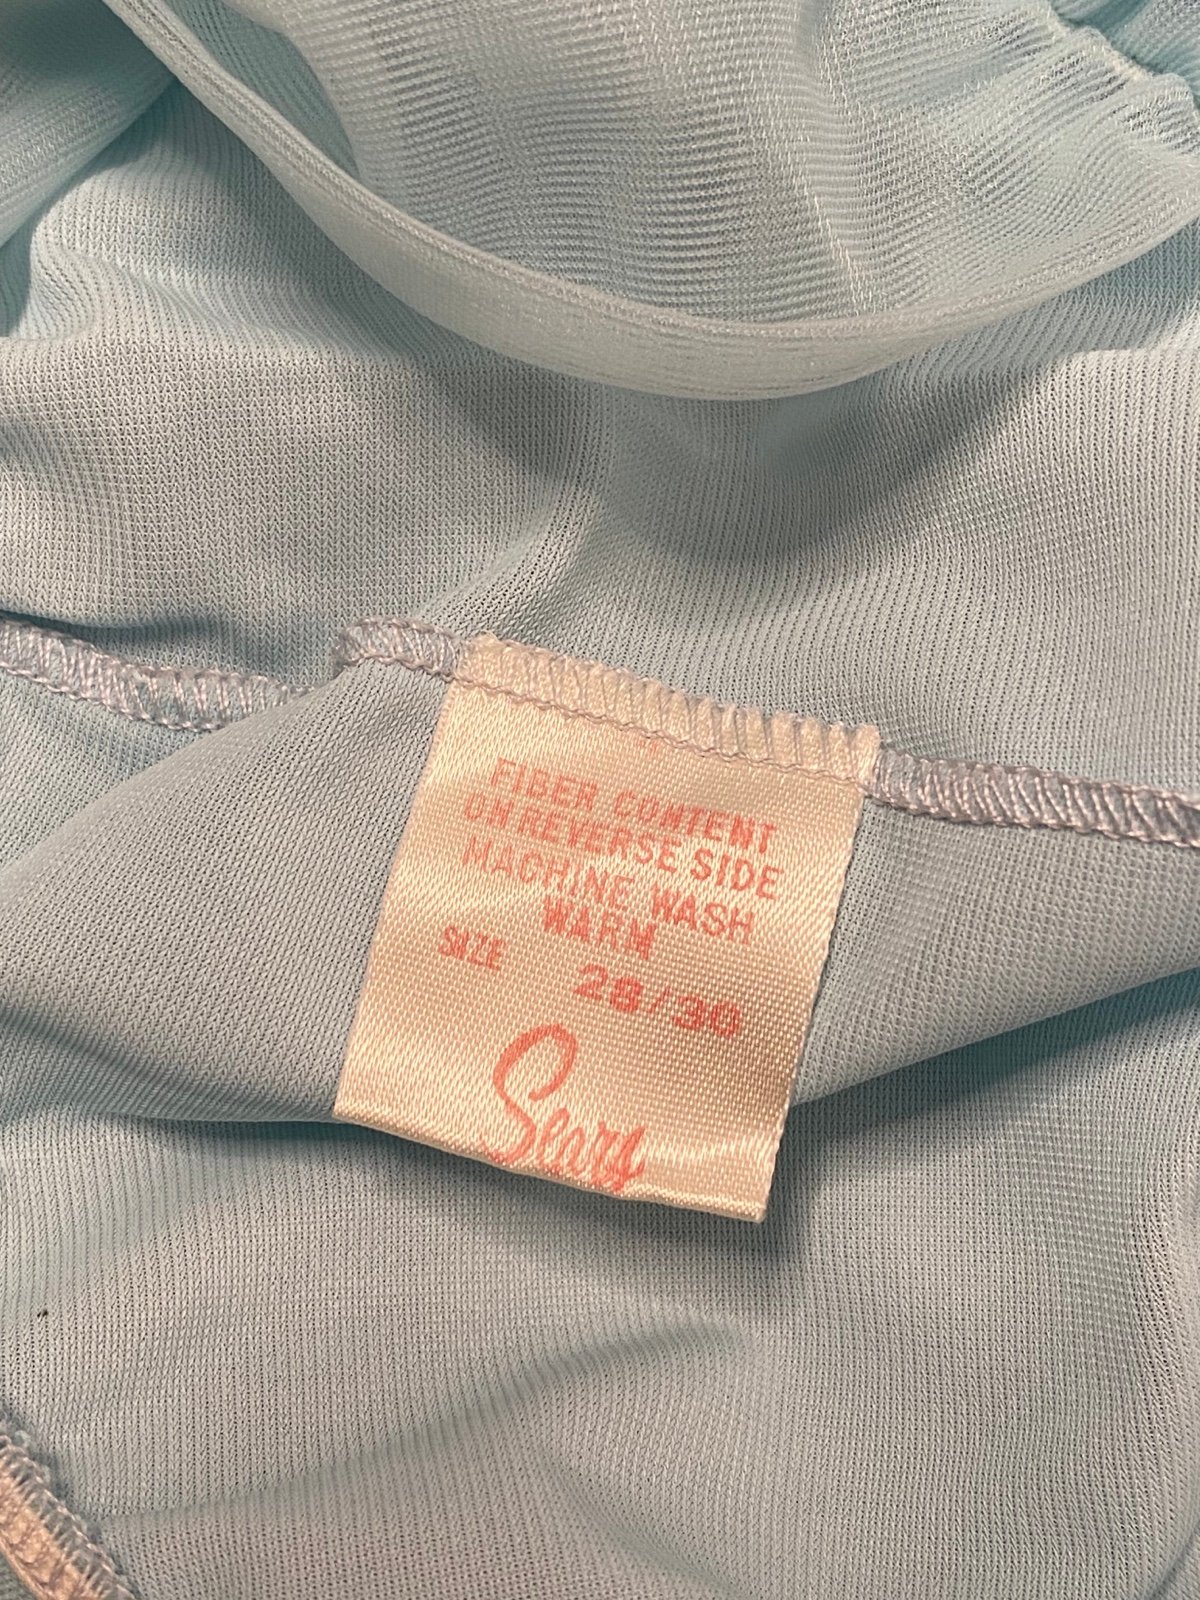 FIBER CONTENT
ON REVERSE SIDE
MACHINE WASH
WARM
SIZE 28/30
Sears